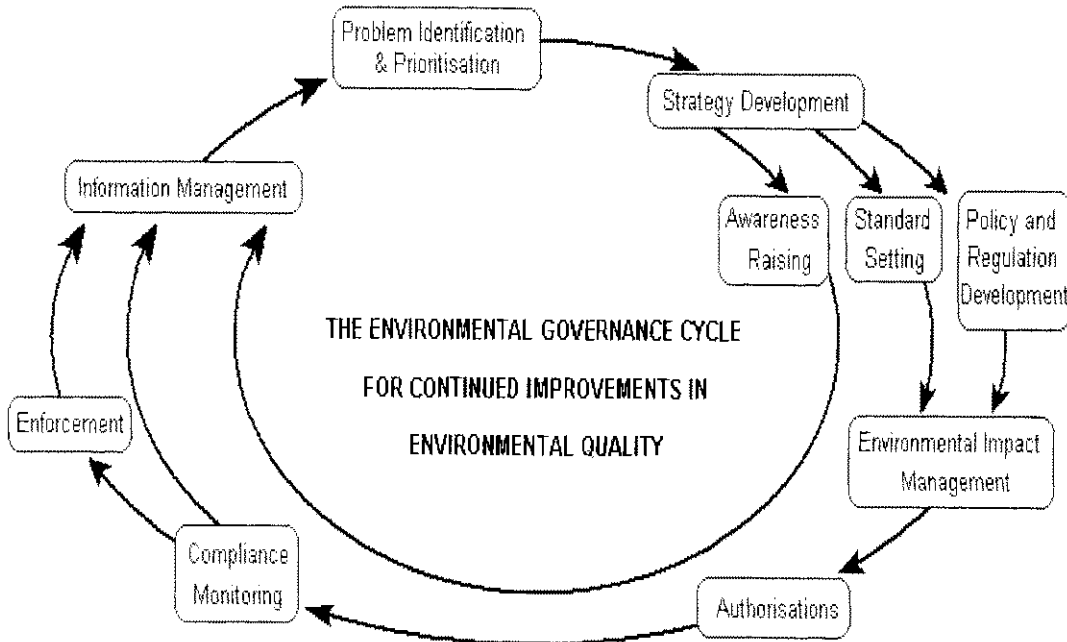 Problem Identification
& Prioritisation
Strategy Development
Information Management
Awareness
Raising
Standard
Setting
Policy and
Regulation
Development
THE ENVIRONMENTAL GOVERNANCE CYCLE
FOR CONTINUED IMPROVEMENTS IN
ENVIRONMENTAL QUALITY
Enforcement
Environmental Impact
Management
Compliance
Monitoring
Authorisations